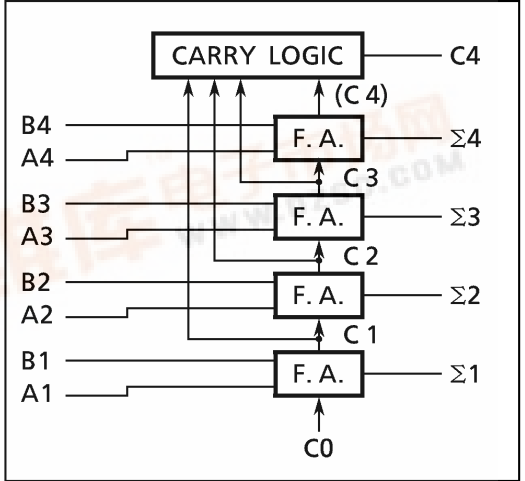 CARRY LOGIC
C4
(C 4)
B4
A4
F. A.
Σ4
C 3
B3
A3
F. A.
Σ3
C 2
B2
A2
F. A.
Σ2
C 1
B1
A1
F. A.
Σ1
C0